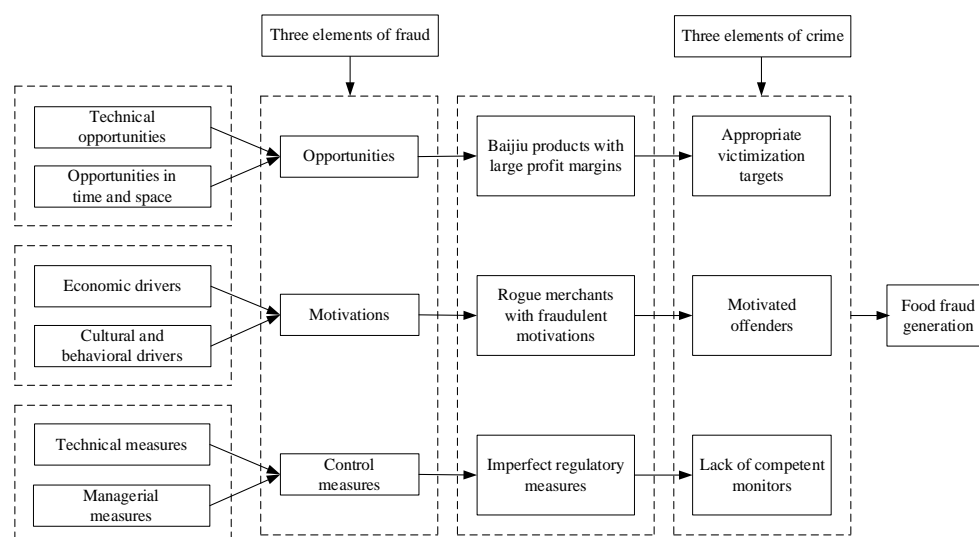 Three elements of fraud
Three elements of crime
Technical
opportunities
Opportunities in
time and space
Opportunities
Baijiu products with
large profit margins
Appropriate
victimization
targets
Economic drivers
Cultural and
behavioral drivers
Motivations
Rogue merchants
with fraudulent
motivations
Motivated
offenders
Food fraud
generation
Technical measures
Managerial
measures
Control
measures
Imperfect regulatory
measures
Lack of competent
monitors